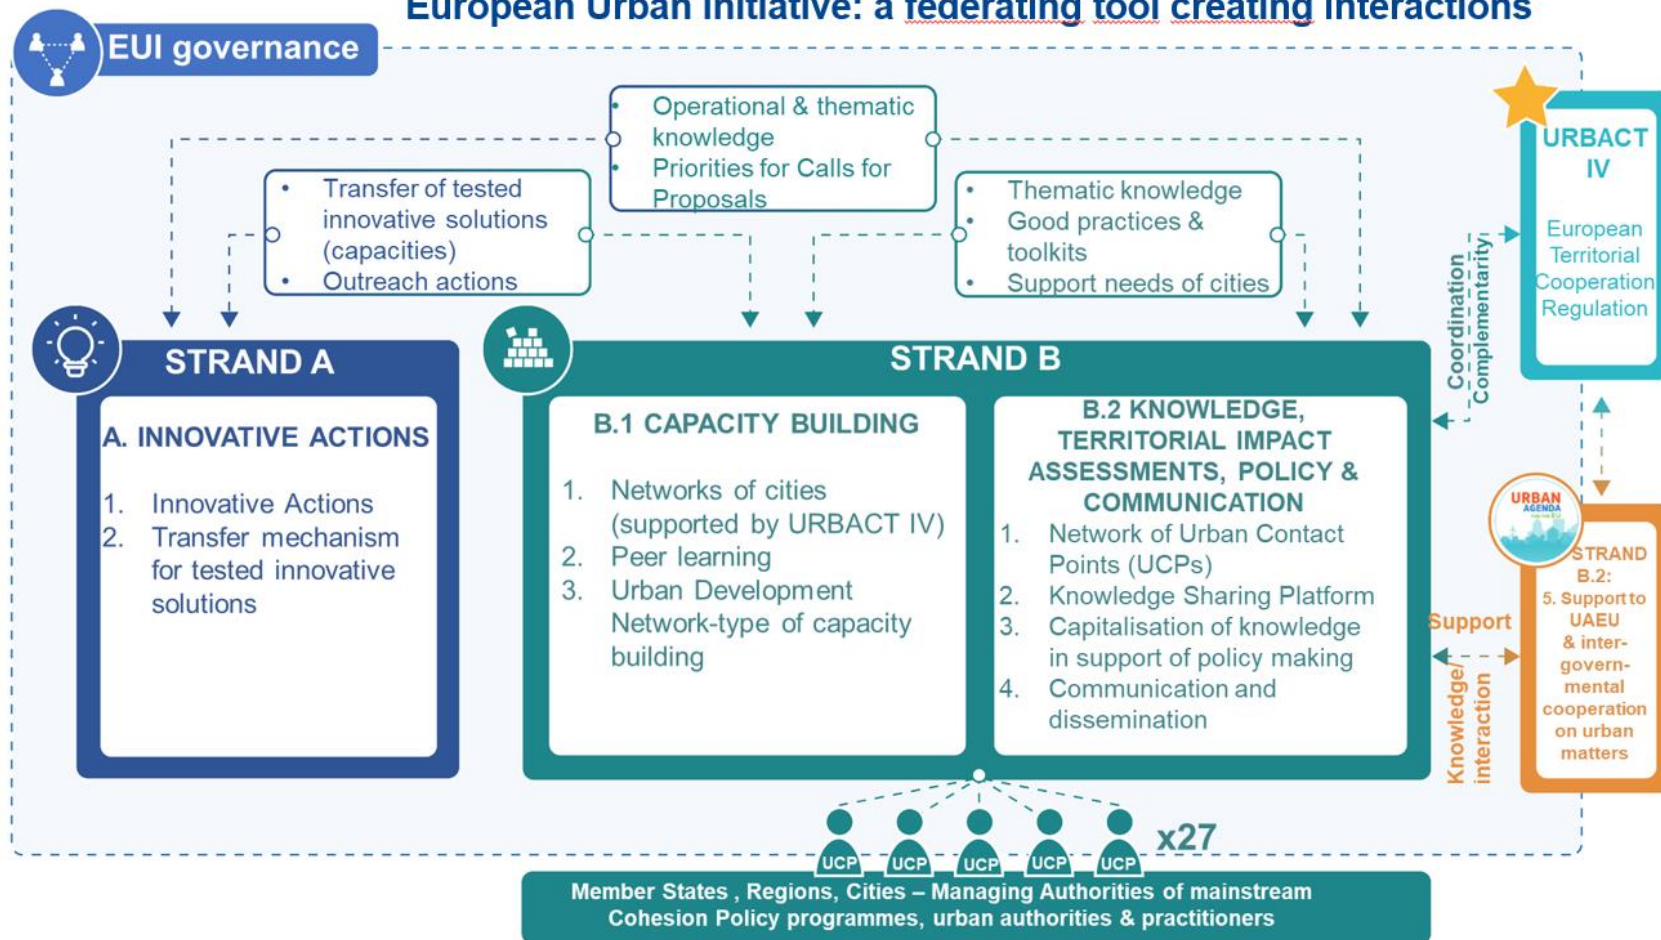 European Urban Initiative: a federating tool creating interactions
EUI governance
• Operational & thematic
knowledge
• Priorities for Calls for
Proposals
• Transfer of tested
innovative solutions
(capacities)
• Outreach actions
• Thematic knowledge
• Good practices &
toolkits
• Support needs of cities
URBACT
IV
European
Territorial
Cooperation
Regulation
Coordination
Complementarity
STRAND A
A. INNOVATIVE ACTIONS
1. Innovative Actions
2. Transfer mechanism
for tested innovative
solutions
STRAND B
B.1 CAPACITY BUILDING
1. Networks of cities
(supported by URBACT IV)
2. Peer learning
3. Urban Development
Network-type of capacity
building
B.2 KNOWLEDGE,
TERRITORIAL IMPACT
ASSESSMENTS, POLICY &
COMMUNICATION
1. Network of Urban Contact
Points (UCPs)
2. Knowledge Sharing Platform
3. Capitalisation of knowledge
in support of policy making
4. Communication and
dissemination
Support
Knowledge/
interaction
URBAN
AGENDA
STRAND
B.2:
5. Support to
UAEU
& inter-
govern-
mental
cooperation
on urban
matters
UCP UCP UCP UCP UCP
x27
Member States , Regions, Cities – Managing Authorities of mainstream
Cohesion Policy programmes, urban authorities & practitioners